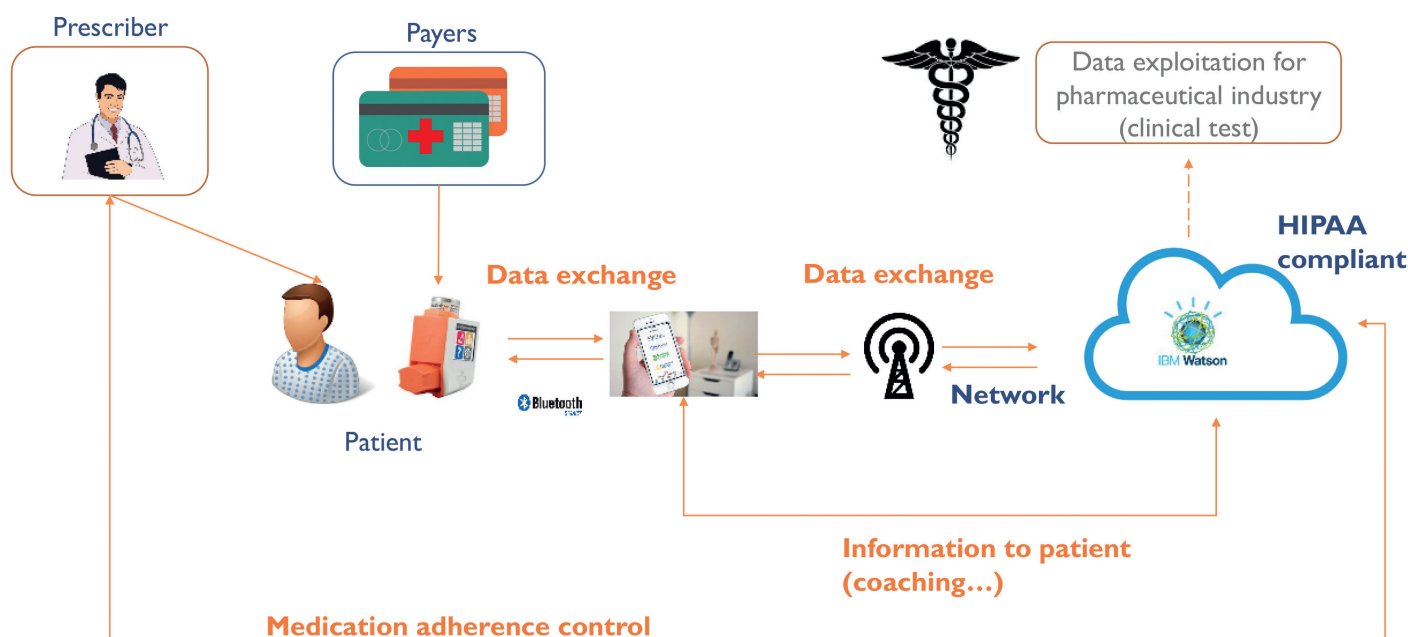 Prescriber
Payers
Data exploitation for
pharmaceutical industry
(clinical test)
HIPAA
compliant
Data exchange
Data exchange
IBM Watson
Bluetooth
Network
Patient
Information to patient
(coaching…)
Medication adherence control